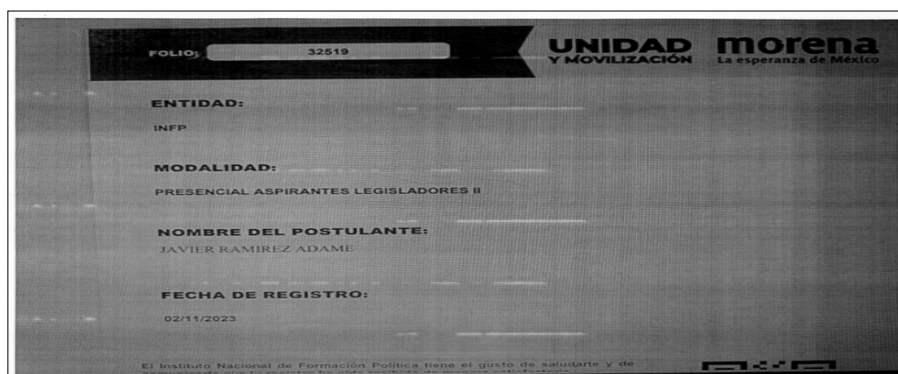 FOLIO: 32519
UNIDAD
Y MOVILIZACIÓN
morena
La esperanza de México
ENTIDAD:
INFP
MODALIDAD:
PRESENCIAL ASPIRANTES LEGISLADORES II
NOMBRE DEL POSTULANTE:
JAVIER RAMIREZ ADAME
FECHA DE REGISTRO:
02/11/2023
El Instituto Nacional de Formación Política tiene el gusto de saludarte y de